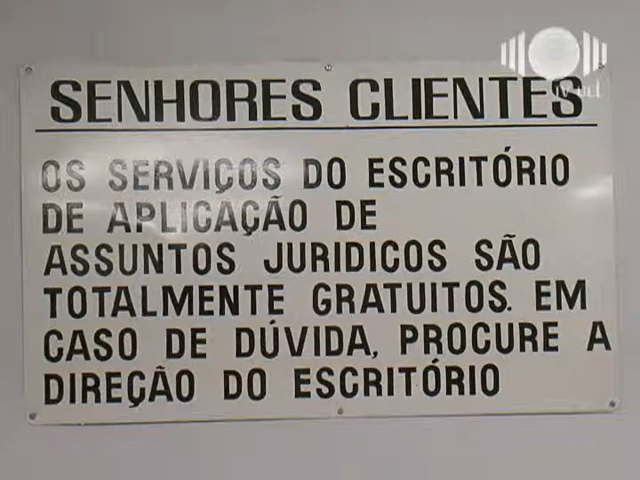 SENHORES CLIENTES
OS SERVIÇOS DO ESCRITÓRIO
DE APLICAÇÃO DE
ASSUNTOS JURIDICOS SÃO
TOTALMENTE GRATUITOS. EM
CASO DE DÚVIDA, PROCURE A
DIREÇÃO DO ESCRITÓRIO